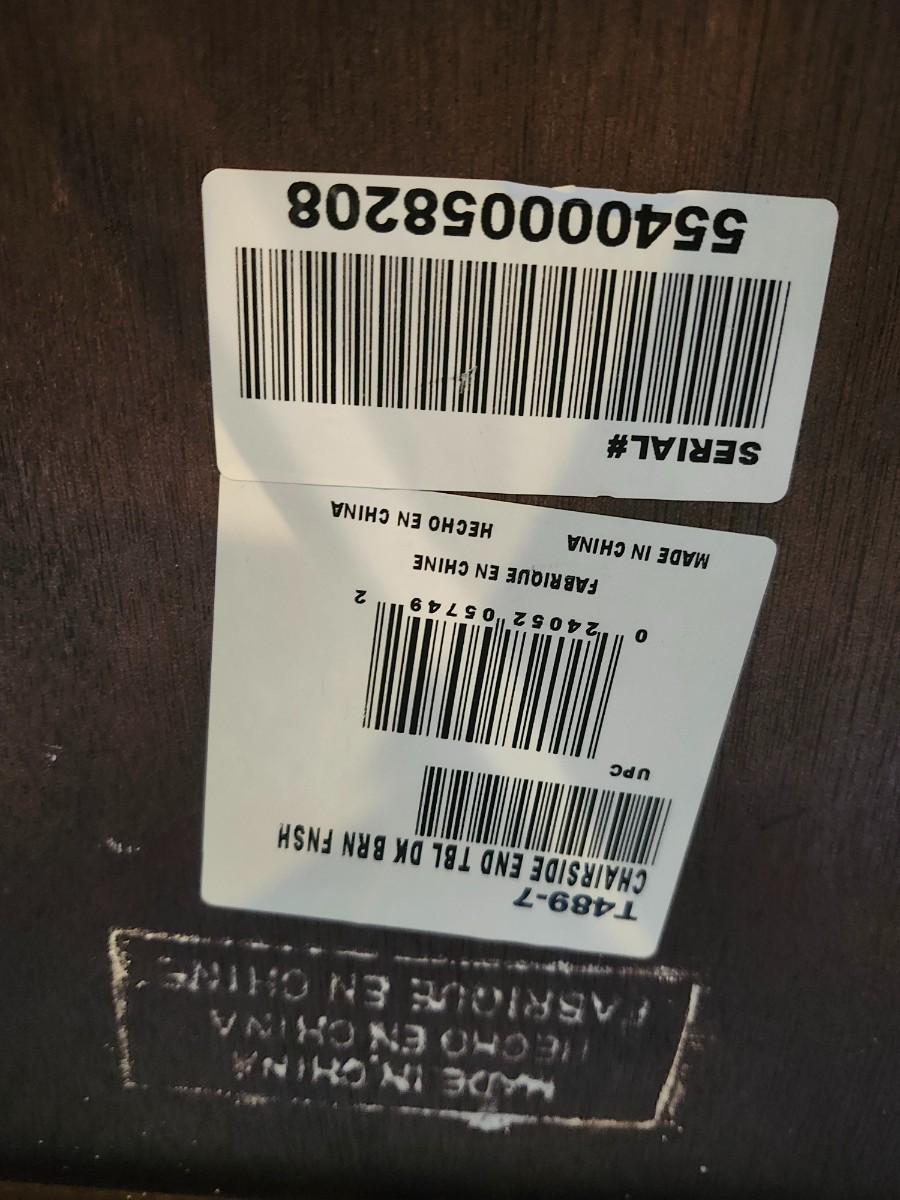 MADE IN CHINA
HECHO EN CHINA
FABRIQUE EN CHINE
T489-7
CHAIRSIDE END TBL DK BRN FNSH
UPC
0 24052 05749 2
FABRIQUE EN CHINE
MADE IN CHINA HECHO EN CHINA
SERIAL#
554000058208